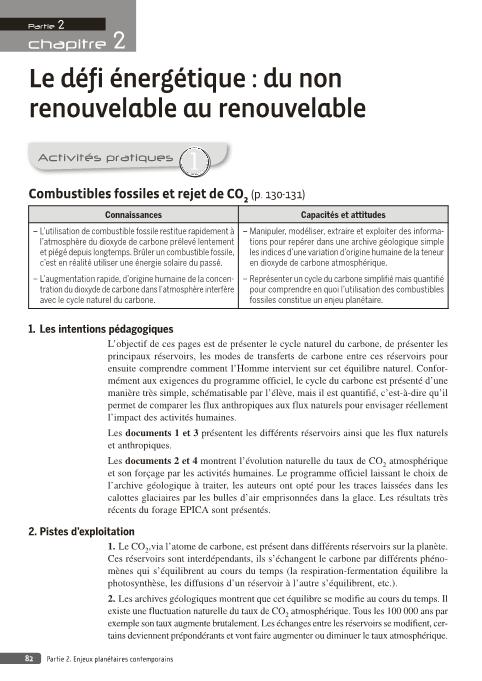 Partie 2
chapitre 2
Le défi énergétique : du non
renouvelable au renouvelable
Activités pratiques 1
Combustibles fossiles et rejet de CO2 (p. 130-131)
Connaissances
– L'utilisation de combustible fossile restitue rapidement à
l'atmosphère du dioxyde de carbone prélevé lentement
et piégé depuis longtemps. Brûler un combustible fossile,
c'est en réalité utiliser une énergie solaire du passé.
– L'augmentation rapide, d'origine humaine de la concen-
tration du dioxyde de carbone dans l'atmosphère interfère
avec le cycle naturel du carbone.
Capacités et attitudes
– Manipuler, modéliser, extraire et exploiter des informa-
tions pour repérer dans une archive géologique simple
les indices d'une variation d'origine humaine de la teneur
en dioxyde de carbone atmosphérique.
– Représenter un cycle du carbone simplifié mais quantifié
pour comprendre en quoi l'utilisation des combustibles
fossiles constitue un enjeu planétaire.
1. Les intentions pédagogiques
L'objectif de ces pages est de présenter le cycle naturel du carbone, de présenter les
principaux réservoirs, les modes de transferts de carbone entre ces réservoirs pour
ensuite comprendre comment l'Homme intervient sur cet équilibre naturel. Confor-
mément aux exigences du programme officiel, le cycle du carbone est présenté d'une
manière très simple, schématisable par l'élève, mais il est quantifié, c'est-à-dire qu'il
permet de comparer les flux anthropiques aux flux naturels pour envisager réellement
l'impact des activités humaines.
Les documents 1 et 3 présentent les différents réservoirs ainsi que les flux naturels
et anthropiques.
Les documents 2 et 4 montrent l'évolution naturelle du taux de CO2 atmosphérique
et son forçage par les activités humaines. Le programme officiel laissant le choix de
l'archive géologique à traiter, les auteurs ont opté pour les traces laissées dans les
calottes glaciaires par les bulles d'air emprisonnées dans la glace. Les résultats très
récents du forage EPICA sont présentés.
2. Pistes d'exploitation
1. Le CO2,via l'atome de carbone, est présent dans différents réservoirs sur la planète.
Ces réservoirs sont interdépendants, ils s'échangent le carbone par différents phéno-
mènes qui s'équilibrent au cours du temps (la respiration-fermentation équilibre la
photosynthèse, les diffusions d'un réservoir à l'autre s'équilibrent, etc.).
2. Les archives géologiques montrent que cet équilibre se modifie au cours du temps. Il
existe une fluctuation naturelle du taux de CO2 atmosphérique. Tous les 100 000 ans par
exemple son taux augmente brutalement. Les échanges entre les réservoirs se modifient, cer-
tains deviennent prépondérants et vont faire augmenter ou diminuer le taux atmosphérique.
82 Partie 2. Enjeux planétaires contemporains